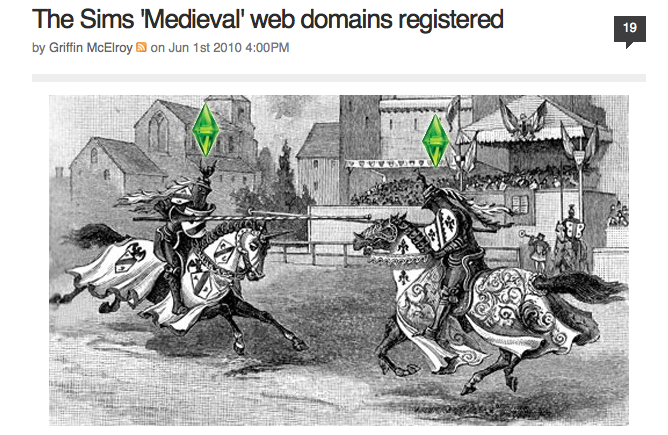 The Sims 'Medieval' web domains registered
19
by Griffin McElroy on Jun 1st 2010 4:00PM